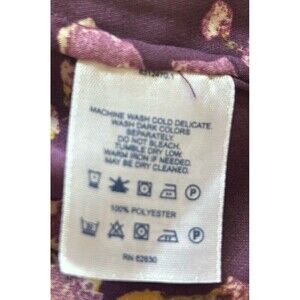 MACHINE WASH COLD DELICATE.
WASH DARK COLORS
SEPARATELY.
DO NOT BLEACH.
TUMBLE DRY LOW.
WARM IRON IF NEEDED.
MAY BE DRY CLEANED.
P
100% POLYESTER
P
RN 62830